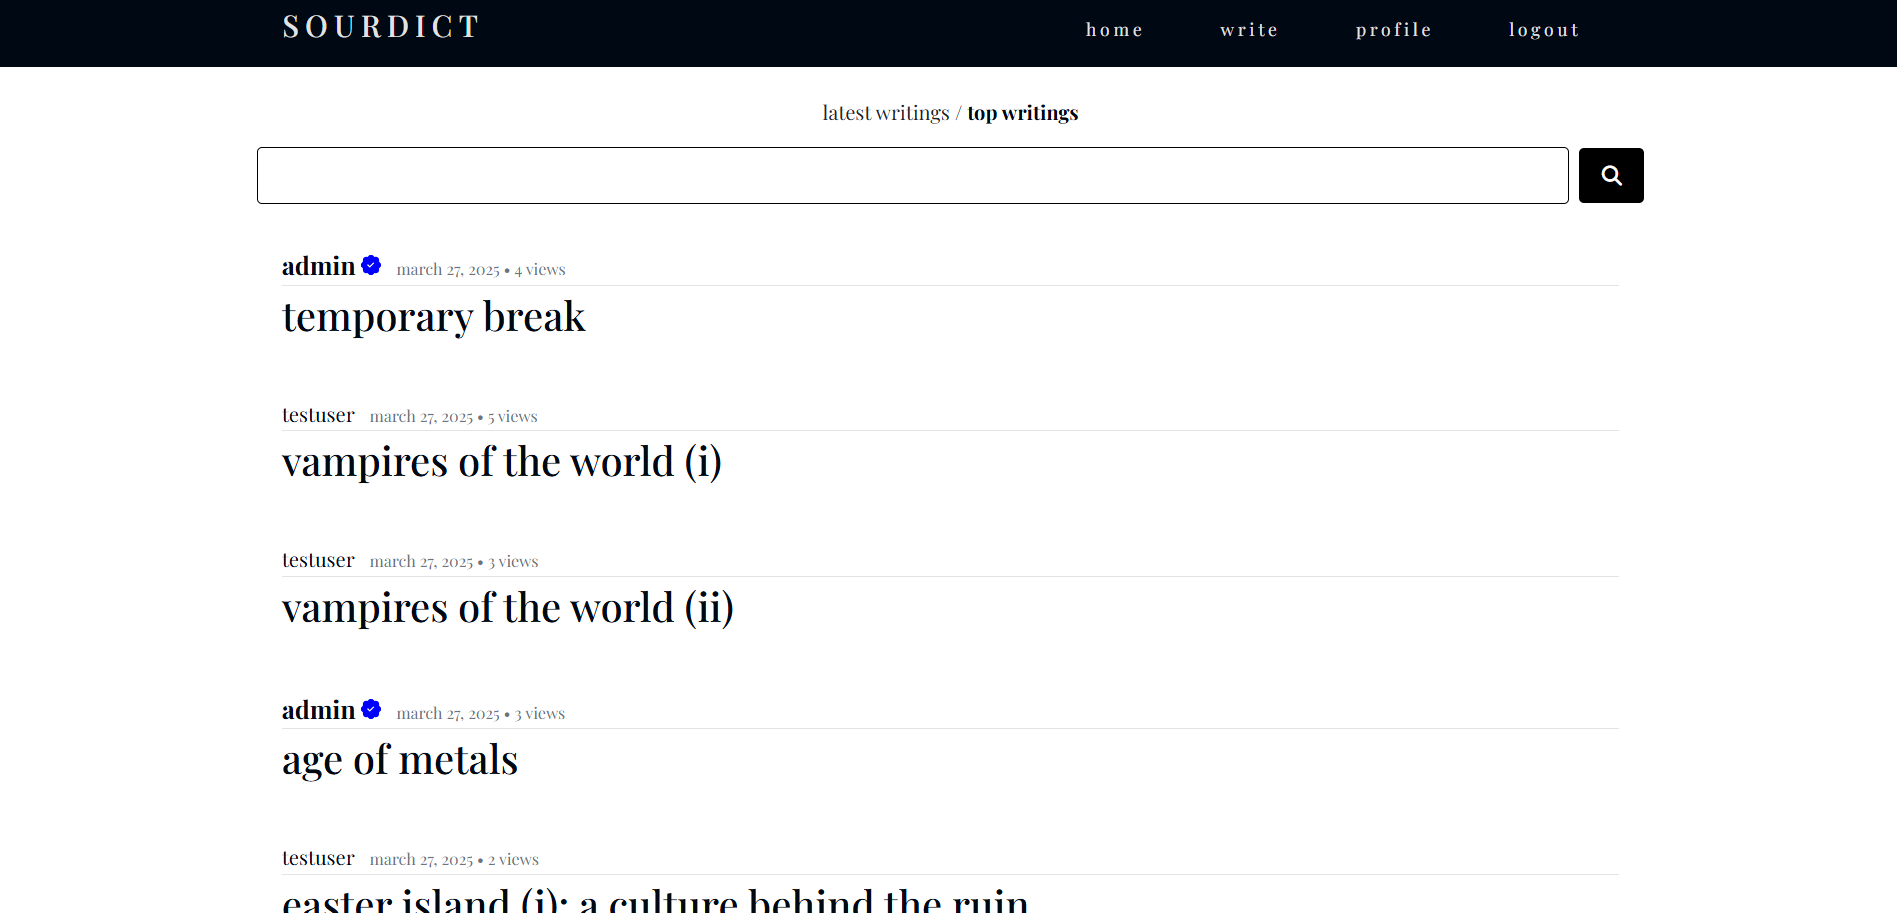 SOURDICT
home write profile logout
latest writings / top writings
admin march 27, 2025 • 4 views
temporary break
testuser march 27, 2025 • 5 views
vampires of the world (i)
testuser march 27, 2025 • 3 views
vampires of the world (ii)
admin march 27, 2025 • 3 views
age of metals
testuser march 27, 2025 • 2 views
easter island (i): a culture behind the ruin